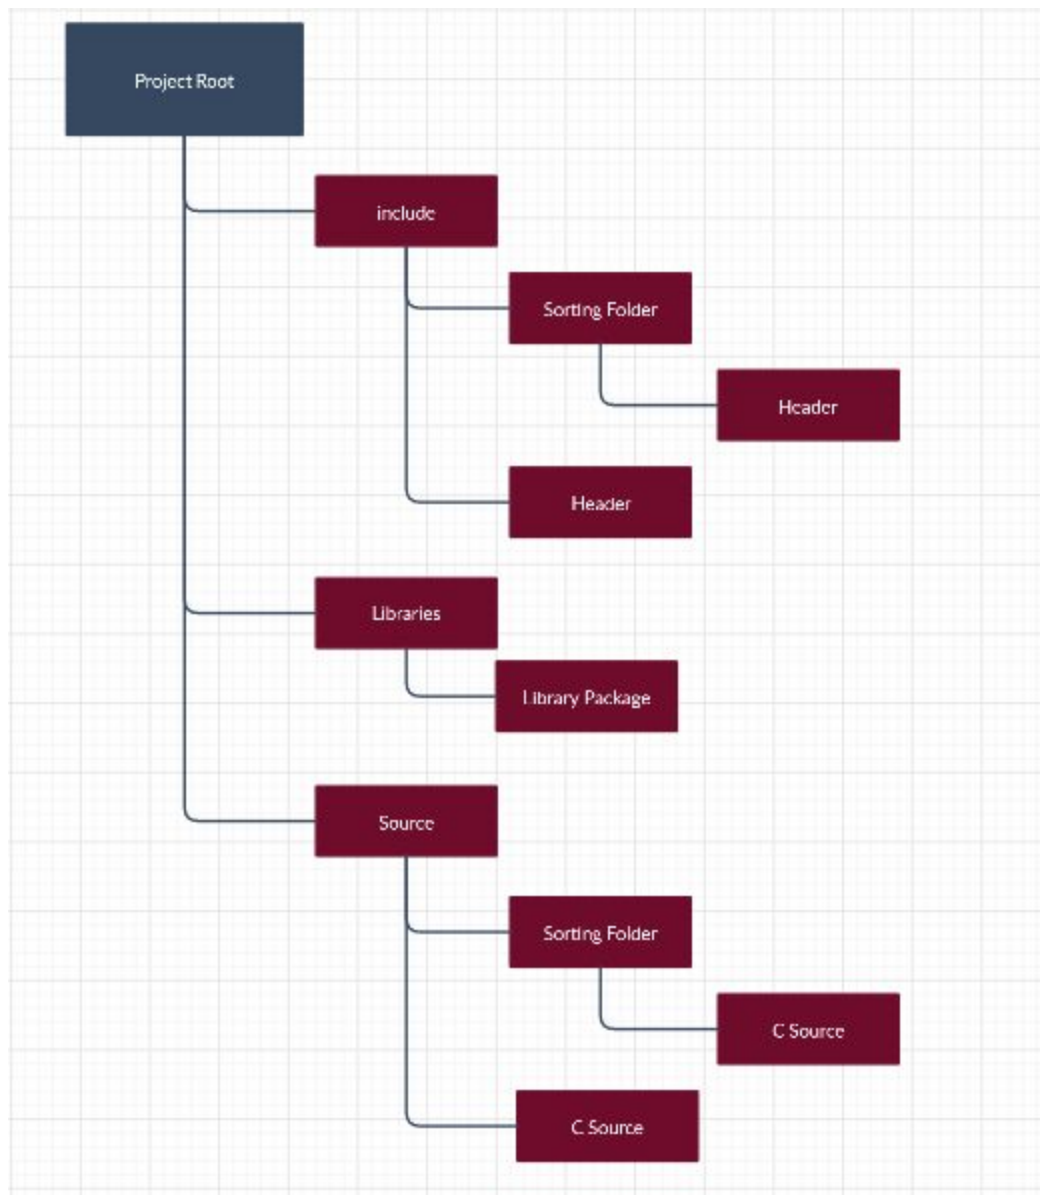 Project Root
include
Sorting Folder
Header
Header
Libraries
Library Package
Source
Sorting Folder
C Source
C Source